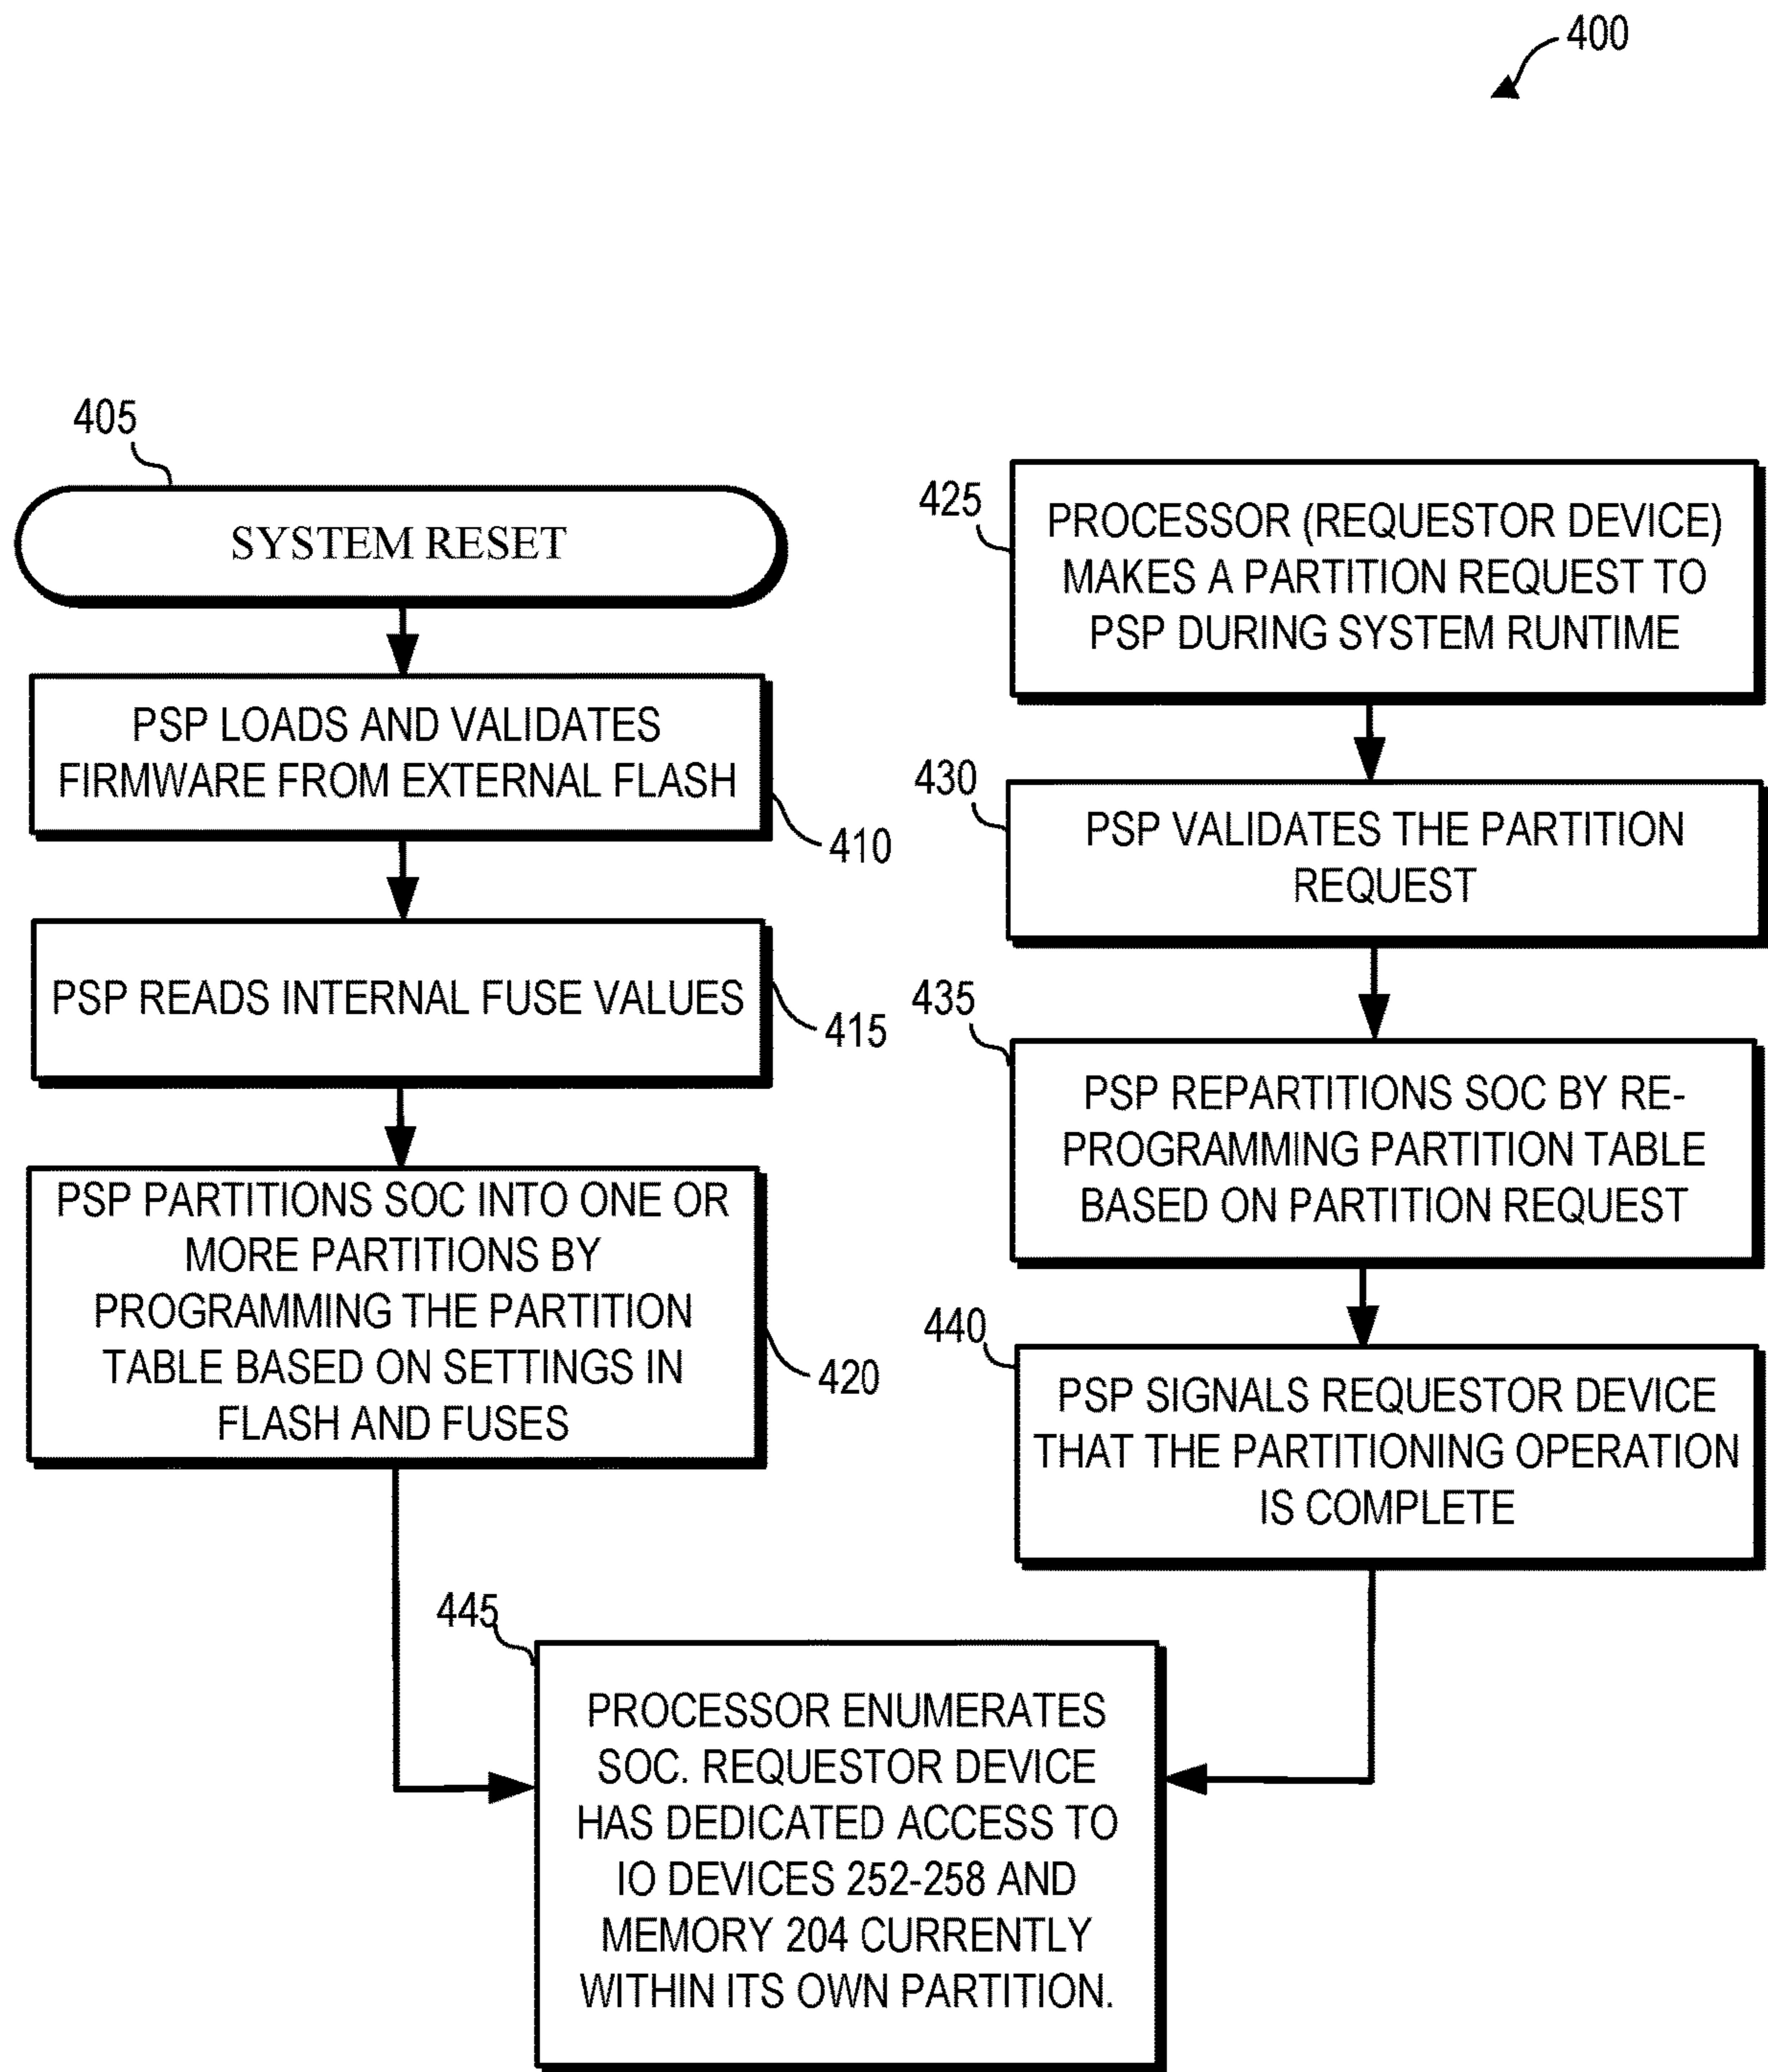 400
405
SYSTEM RESET
PSP LOADS AND VALIDATES
FIRMWARE FROM EXTERNAL FLASH
410
PSP READS INTERNAL FUSE VALUES
415
PSP PARTITIONS SOC INTO ONE OR
MORE PARTITIONS BY
PROGRAMMING THE PARTITION
TABLE BASED ON SETTINGS IN
FLASH AND FUSES
420
425
PROCESSOR (REQUESTOR DEVICE)
MAKES A PARTITION REQUEST TO
PSP DURING SYSTEM RUNTIME
430
PSP VALIDATES THE PARTITION
REQUEST
435
PSP REPARTITIONS SOC BY RE-
PROGRAMMING PARTITION TABLE
BASED ON PARTITION REQUEST
440
PSP SIGNALS REQUESTOR DEVICE
THAT THE PARTITIONING OPERATION
IS COMPLETE
445
PROCESSOR ENUMERATES
SOC. REQUESTOR DEVICE
HAS DEDICATED ACCESS TO
IO DEVICES 252-258 AND
MEMORY 204 CURRENTLY
WITHIN ITS OWN PARTITION.